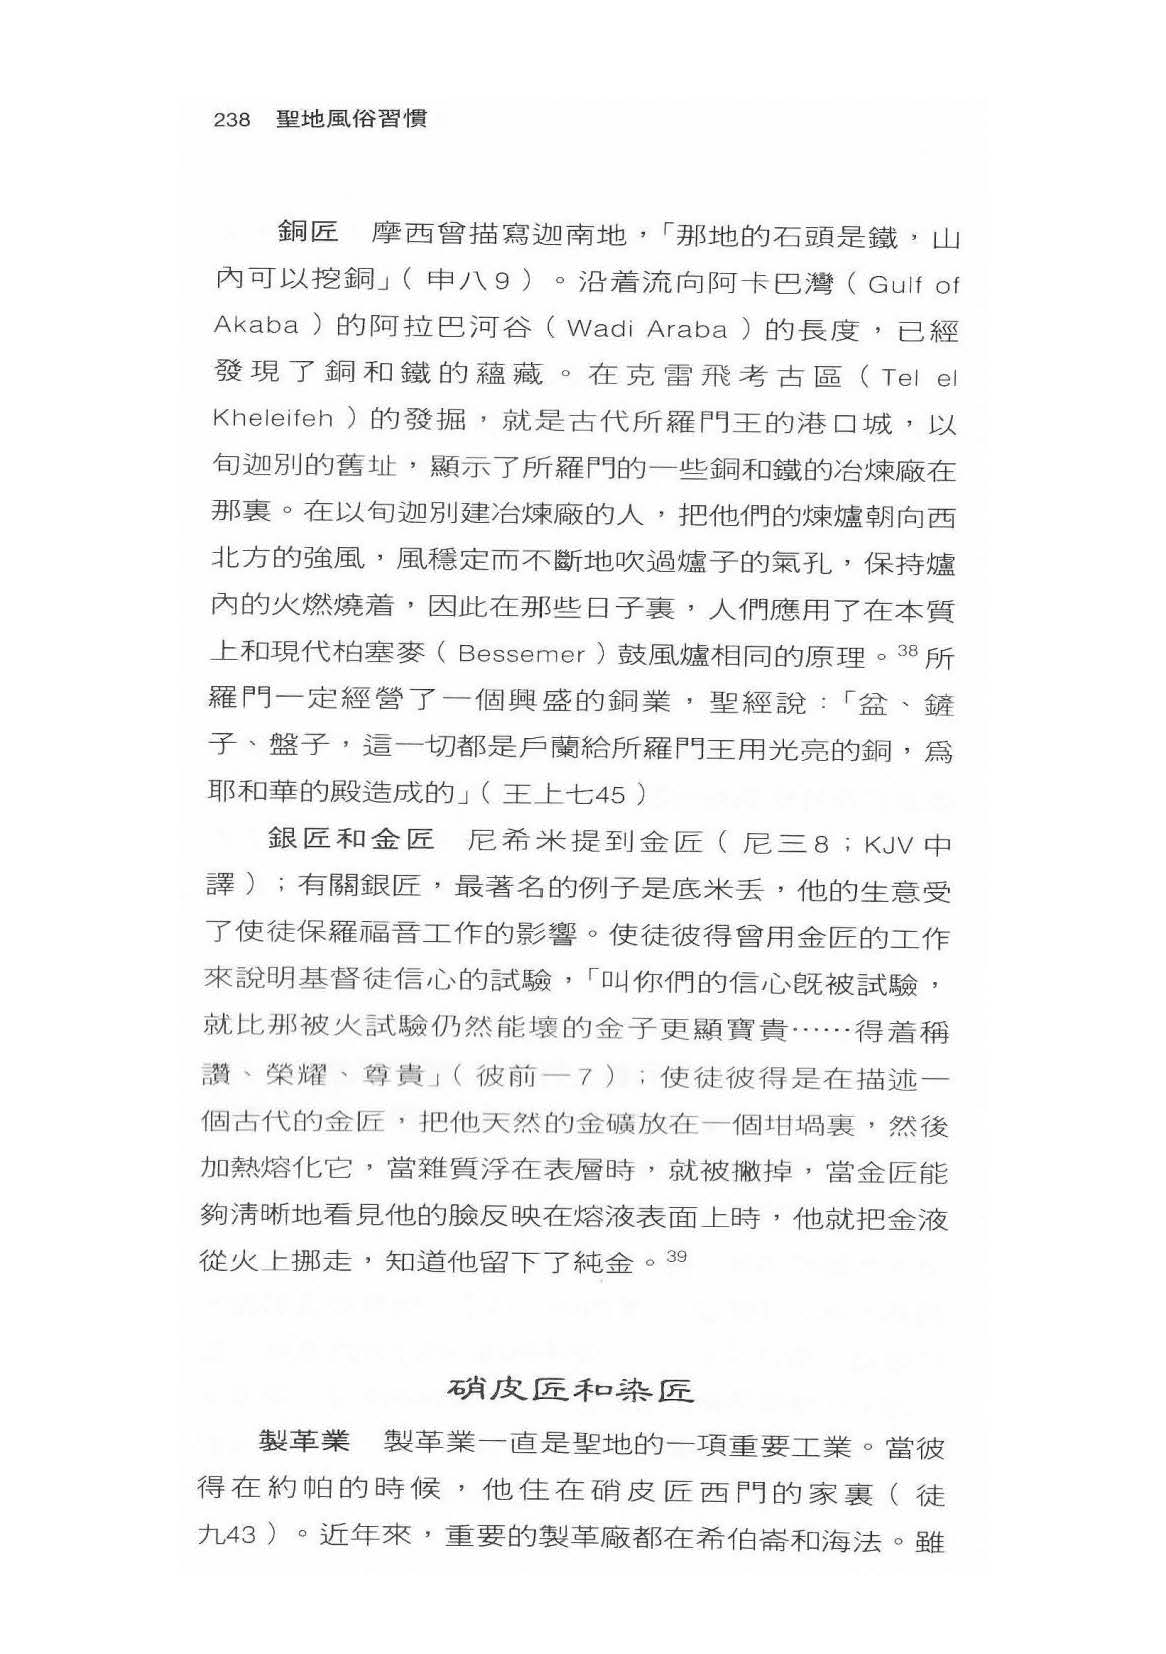 238 聖地風俗習慣
銅匠 摩西曾描寫迦南地，「那地的石頭是鐵，山
內可以挖銅」（申八9）。沿着流向阿卡巴灣（Gulf of
Akaba）的阿拉巴河谷（Wadi Araba）的長度，已經
發現了銅和鐵的蘊藏。在克雷飛考古區（Tel el
Kheleifeh）的發掘，就是古代所羅門王的港口城，以
旬迦別的舊址，顯示了所羅門的一些銅和鐵的冶煉廠在
那裏。在以旬迦別建冶煉廠的人，把他們的煉爐朝向西
北方的強風，風穩定而不斷地吹過爐子的氣孔，保持爐
內的火燃燒着，因此在那些日子裏，人們應用了在本質
上和現代柏塞麥（Bessemer）鼓風爐相同的原理。38所
羅門一定經營了一個興盛的銅業，聖經說：「盆、鏟
子、盤子，這一切都是戶蘭給所羅門王用光亮的銅，爲
耶和華的殿造成的」（王上七45）
銀匠和金匠 尼希米提到金匠（尼三8；KJV中
譯）；有關銀匠，最著名的例子是底米丟，他的生意受
了使徒保羅福音工作的影響。使徒彼得曾用金匠的工作
來說明基督徒信心的試驗，「叫你們的信心旣被試驗，
就比那被火試驗仍然能壞的金子更顯寶貴⋯⋯得着稱
讚、榮耀、尊貴」（彼前一7）；使徒彼得是在描述一
個古代的金匠，把他天然的金礦放在一個坩堝裏，然後
加熱熔化它，當雜質浮在表層時，就被撇掉，當金匠能
夠淸晰地看見他的臉反映在熔液表面上時，他就把金液
從火上挪走，知道他留下了純金。39
硝皮匠和染匠
製革業 製革業一直是聖地的一項重要工業。當彼
得在約帕的時候，他住在硝皮匠西門的家裏（徒
九43）。近年來，重要的製革廠都在希伯崙和海法。雖